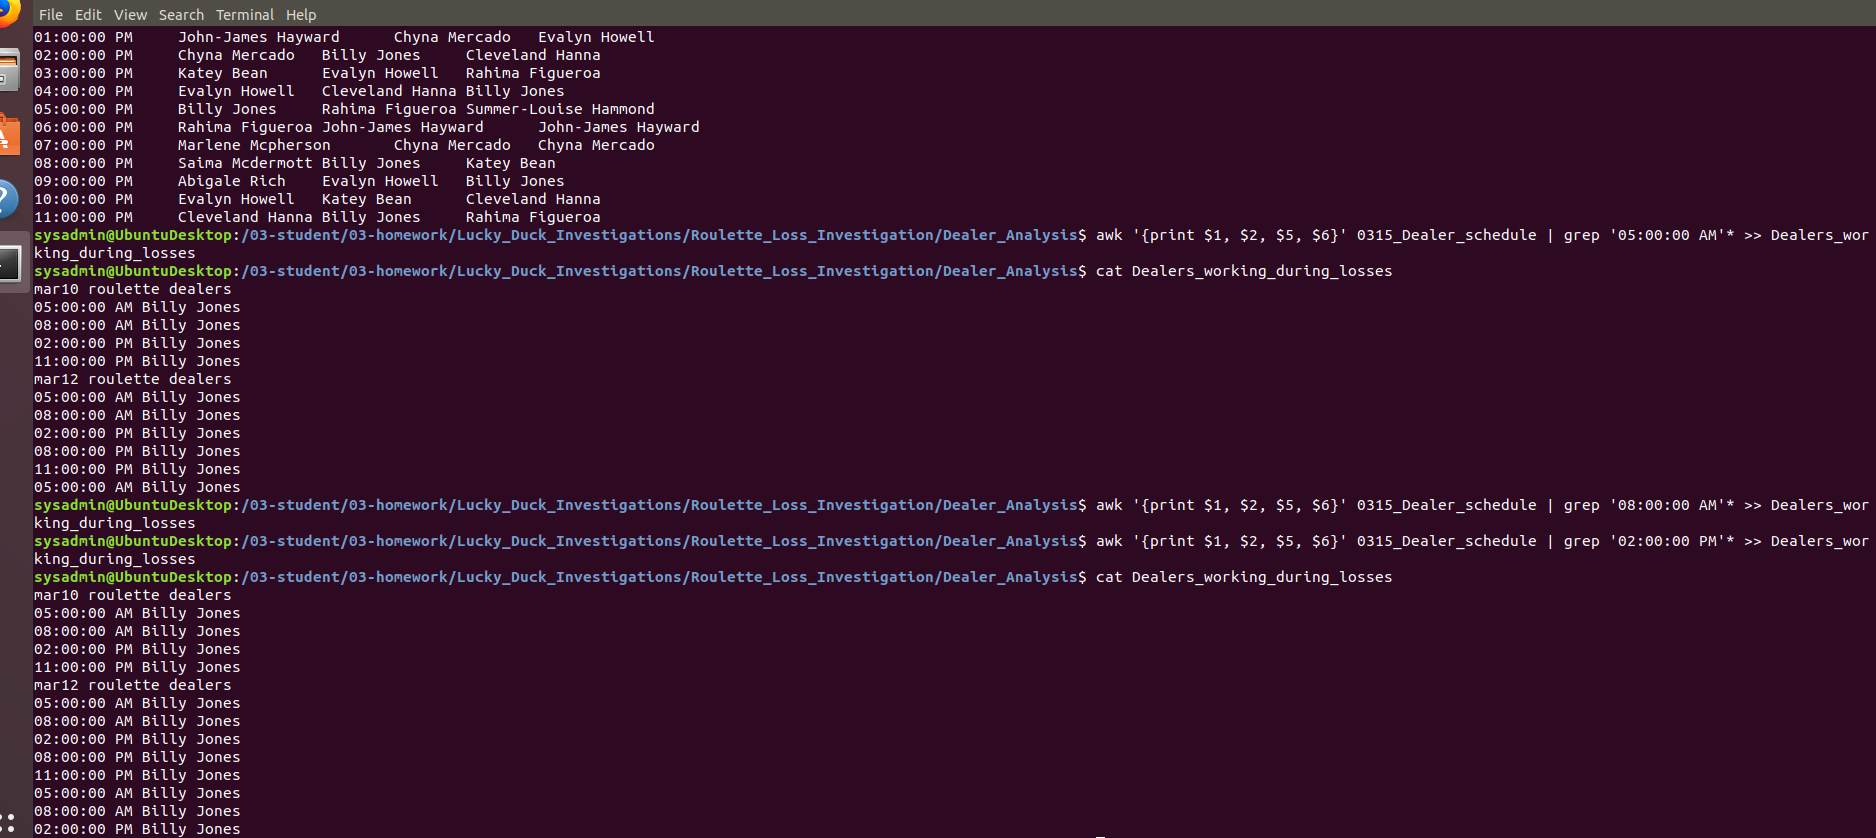 File Edit View Search Terminal Help
01:00:00 PM John-James Hayward Chyna Mercado Evalyn Howell
02:00:00 PM Chyna Mercado Billy Jones Cleveland Hanna
03:00:00 PM Katey Bean Evalyn Howell Rahima Figueroa
04:00:00 PM Evalyn Howell Cleveland Hanna Billy Jones
05:00:00 PM Billy Jones Rahima Figueroa Summer-Louise Hammond
06:00:00 PM Rahima Figueroa John-James Hayward John-James Hayward
07:00:00 PM Marlene Mcpherson Chyna Mercado Chyna Mercado
08:00:00 PM Saima Mcdermott Billy Jones Katey Bean
09:00:00 PM Abigale Rich Evalyn Howell Billy Jones
10:00:00 PM Evalyn Howell Katey Bean Cleveland Hanna
11:00:00 PM Cleveland Hanna Billy Jones Rahima Figueroa
sysadmin@UbuntuDesktop:/03-student/03-homework/Lucky_Duck_Investigations/Roulette_Loss_Investigation/Dealer_Analysis$ awk '{print $1, $2, $5, $6}' 0315_Dealer_schedule | grep '05:00:00 AM'* >> Dealers_wor
king_during_losses
sysadmin@UbuntuDesktop:/03-student/03-homework/Lucky_Duck_Investigations/Roulette_Loss_Investigation/Dealer_Analysis$ cat Dealers_working_during_losses
mar10 roulette dealers
05:00:00 AM Billy Jones
08:00:00 AM Billy Jones
02:00:00 PM Billy Jones
11:00:00 PM Billy Jones
mar12 roulette dealers
05:00:00 AM Billy Jones
08:00:00 AM Billy Jones
02:00:00 PM Billy Jones
08:00:00 PM Billy Jones
11:00:00 PM Billy Jones
05:00:00 AM Billy Jones
sysadmin@UbuntuDesktop:/03-student/03-homework/Lucky_Duck_Investigations/Roulette_Loss_Investigation/Dealer_Analysis$ awk '{print $1, $2, $5, $6}' 0315_Dealer_schedule | grep '08:00:00 AM'* >> Dealers_wor
king_during_losses
sysadmin@UbuntuDesktop:/03-student/03-homework/Lucky_Duck_Investigations/Roulette_Loss_Investigation/Dealer_Analysis$ awk '{print $1, $2, $5, $6}' 0315_Dealer_schedule | grep '02:00:00 PM'* >> Dealers_wor
king_during_losses
sysadmin@UbuntuDesktop:/03-student/03-homework/Lucky_Duck_Investigations/Roulette_Loss_Investigation/Dealer_Analysis$ cat Dealers_working_during_losses
mar10 roulette dealers
05:00:00 AM Billy Jones
08:00:00 AM Billy Jones
02:00:00 PM Billy Jones
11:00:00 PM Billy Jones
mar12 roulette dealers
05:00:00 AM Billy Jones
08:00:00 AM Billy Jones
02:00:00 PM Billy Jones
08:00:00 PM Billy Jones
11:00:00 PM Billy Jones
05:00:00 AM Billy Jones
08:00:00 AM Billy Jones
02:00:00 PM Billy Jones